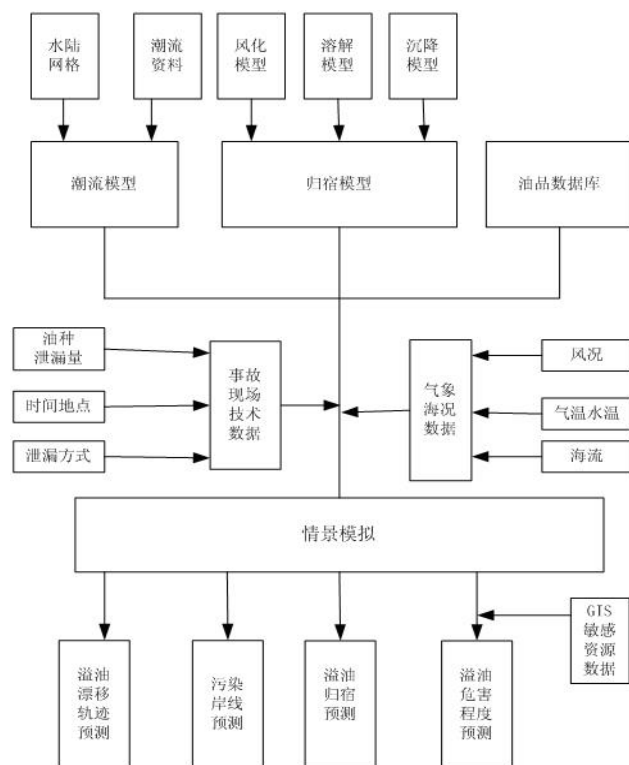 水陆
网格
潮流
资料
风化
模型
溶解
模型
沉降
模型
潮流模型
归宿模型
油品数据库
油种
泄漏量
时间地点
泄漏方式
事故
现场
技术
数据
气象
海况
数据
风况
气温水温
海流
情景模拟
GIS
敏感
资源
数据
溢油
漂移
轨迹
预测
污染
岸线
预测
溢油
归宿
预测
溢油
危害
程度
预测